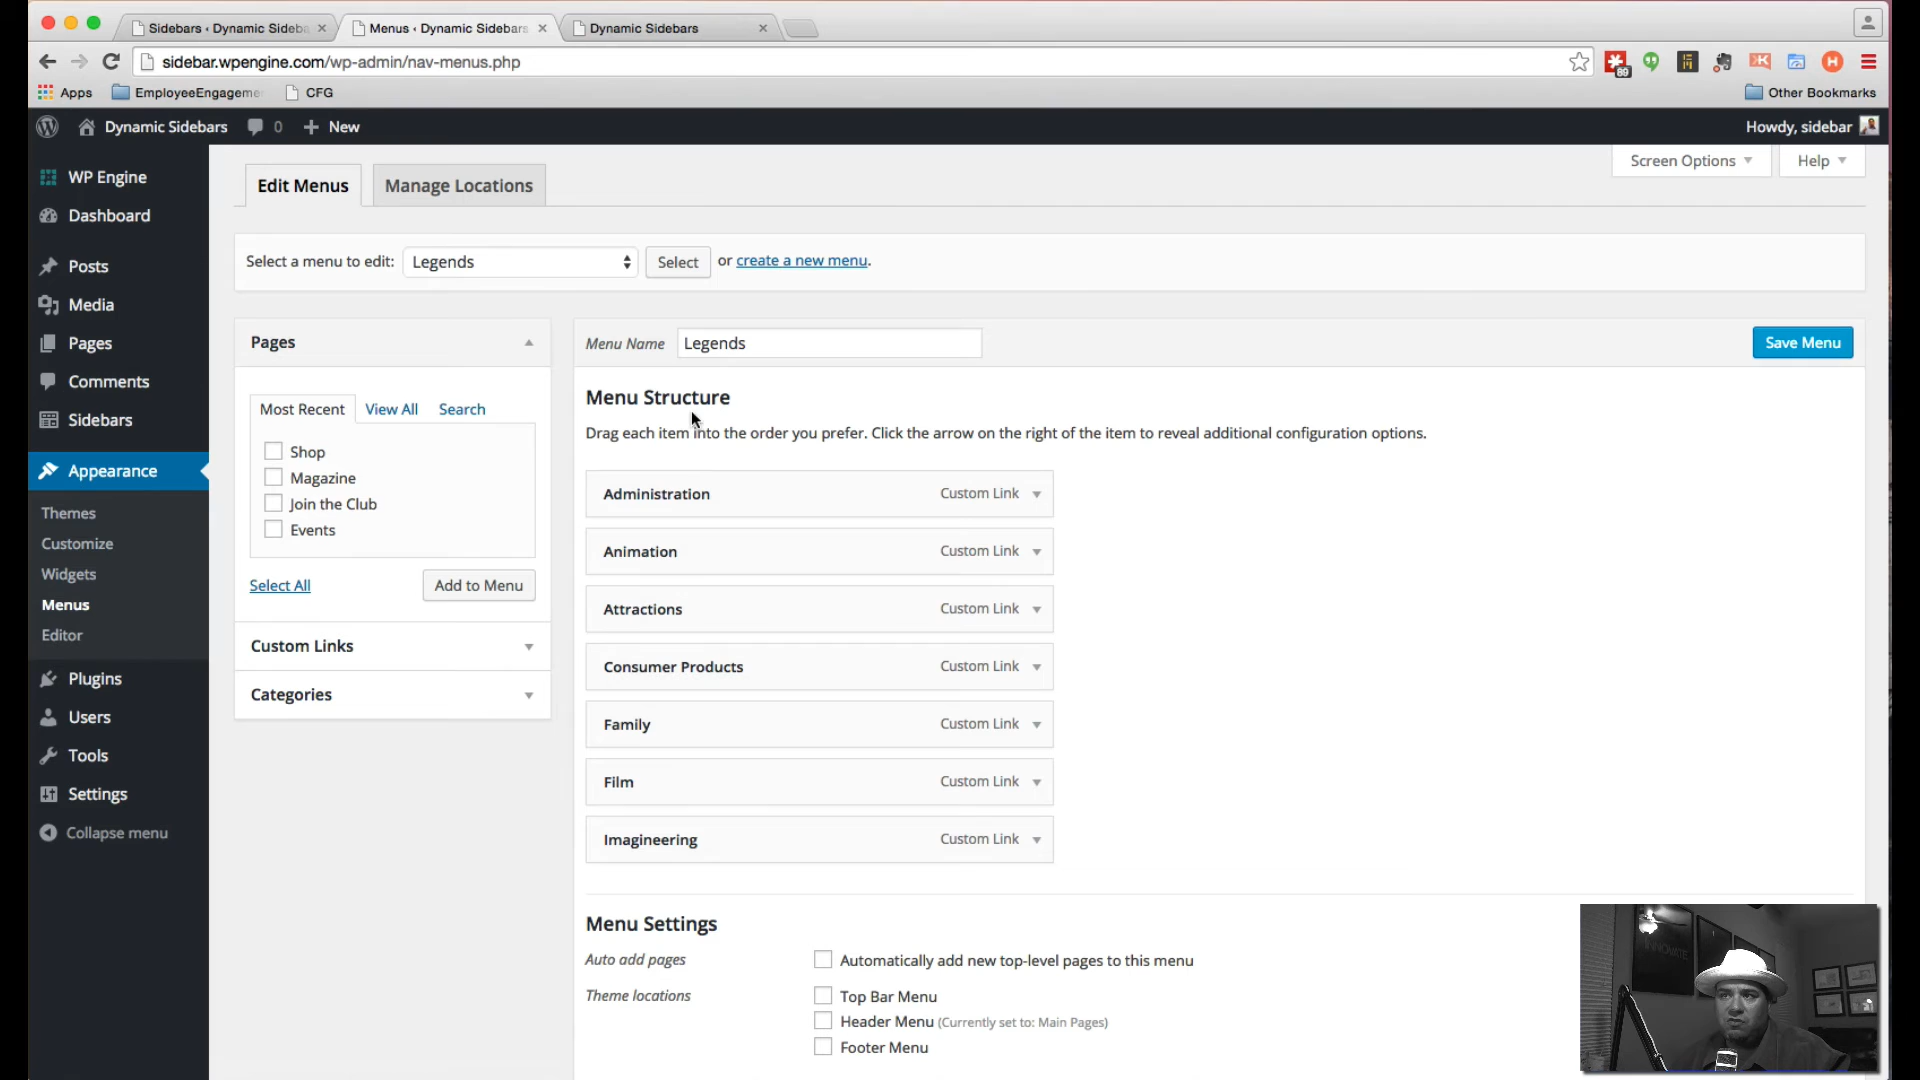 Sidebars ‹ Dynamic Sideba
Menus ‹ Dynamic Sidebars
Dynamic Sidebars
sidebar.wpengine.com/wp-admin/nav-menus.php
89
Apps
EmployeeEngageme
CFG
Other Bookmarks
Dynamic Sidebars
0
New
Howdy, sidebar
WP Engine
Dashboard
Posts
Media
Pages
Comments
Sidebars
Appearance
Themes
Customize
Widgets
Menus
Editor
Plugins
Users
Tools
Settings
Collapse menu
Screen Options
Help
Edit Menus
Manage Locations
Select a menu to edit:
Legends
Select
or create a new menu.
Pages
Most Recent
View All
Search
Shop
Magazine
Join the Club
Events
Select All
Add to Menu
Custom Links
Categories
Menu Name
Legends
Save Menu
Menu Structure
Drag each item into the order you prefer. Click the arrow on the right of the item to reveal additional configuration options.
Administration
Custom Link
Animation
Custom Link
Attractions
Custom Link
Consumer Products
Custom Link
Family
Custom Link
Film
Custom Link
Imagineering
Custom Link
Menu Settings
Auto add pages
Automatically add new top-level pages to this menu
Theme locations
Top Bar Menu
Header Menu (Currently set to: Main Pages)
Footer Menu
INNOVATE